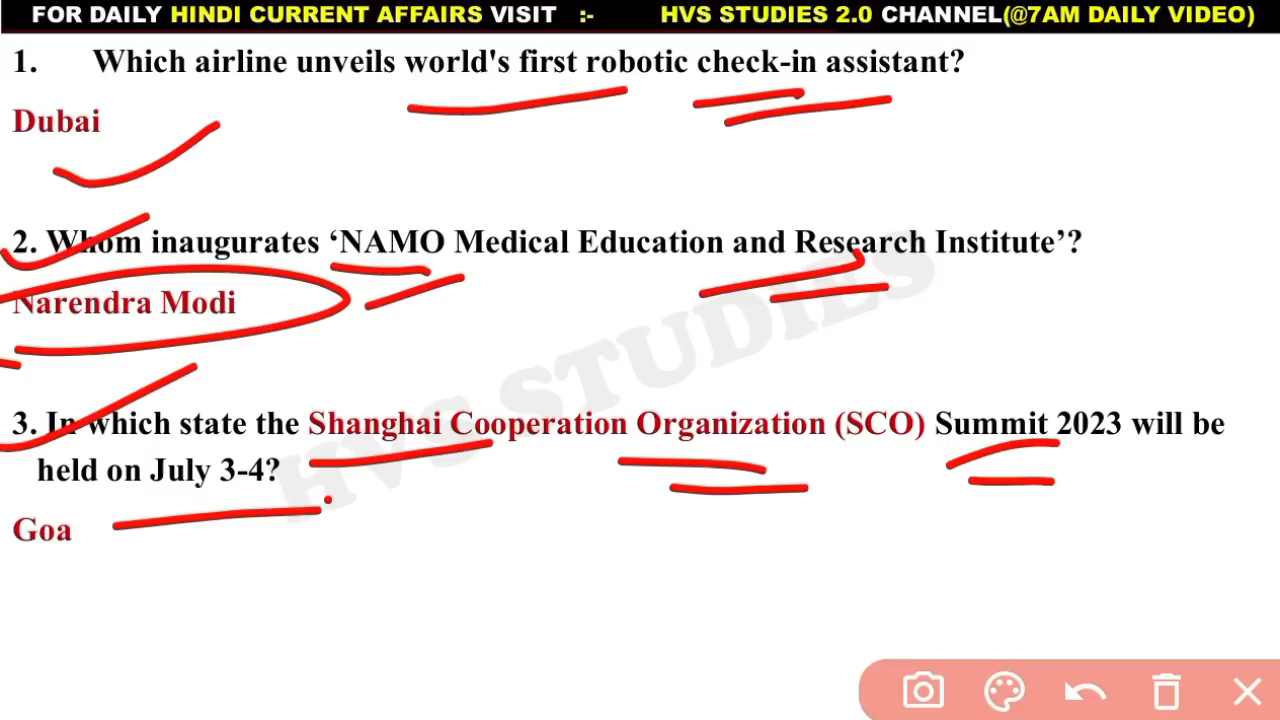 FOR DAILY HINDI CURRENT AFFAIRS VISIT :- HVS STUDIES 2.0 CHANNEL(@7AM DAILY VIDEO)
1. Which airline unveils world's first robotic check-in assistant?
Dubai
2. Whom inaugurates ‘NAMO Medical Education and Research Institute’?
Narendra Modi
3. In which state the Shanghai Cooperation Organization (SCO) Summit 2023 will be
held on July 3-4?
Goa
HVS STUDIES